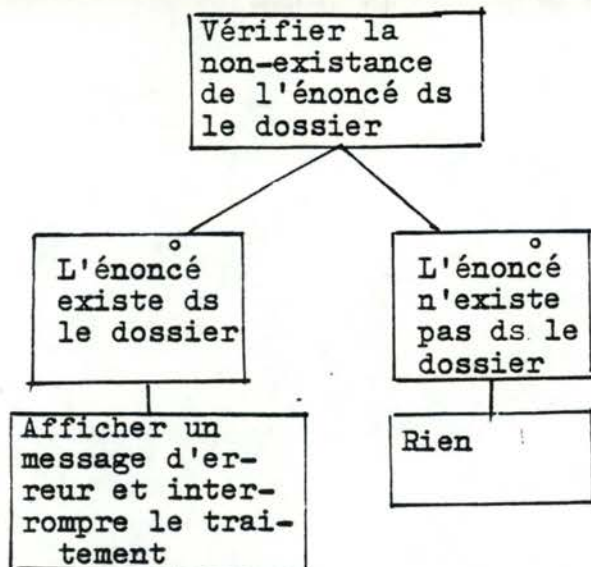 Vérifier la
non-existance
de l'énoncé ds
le dossier
L'énoncé
existe ds
le dossier
L'énoncé
n'existe
pas ds le
dossier
Afficher un
message d'er-
reur et inter-
rompre le trai-
tement
Rien